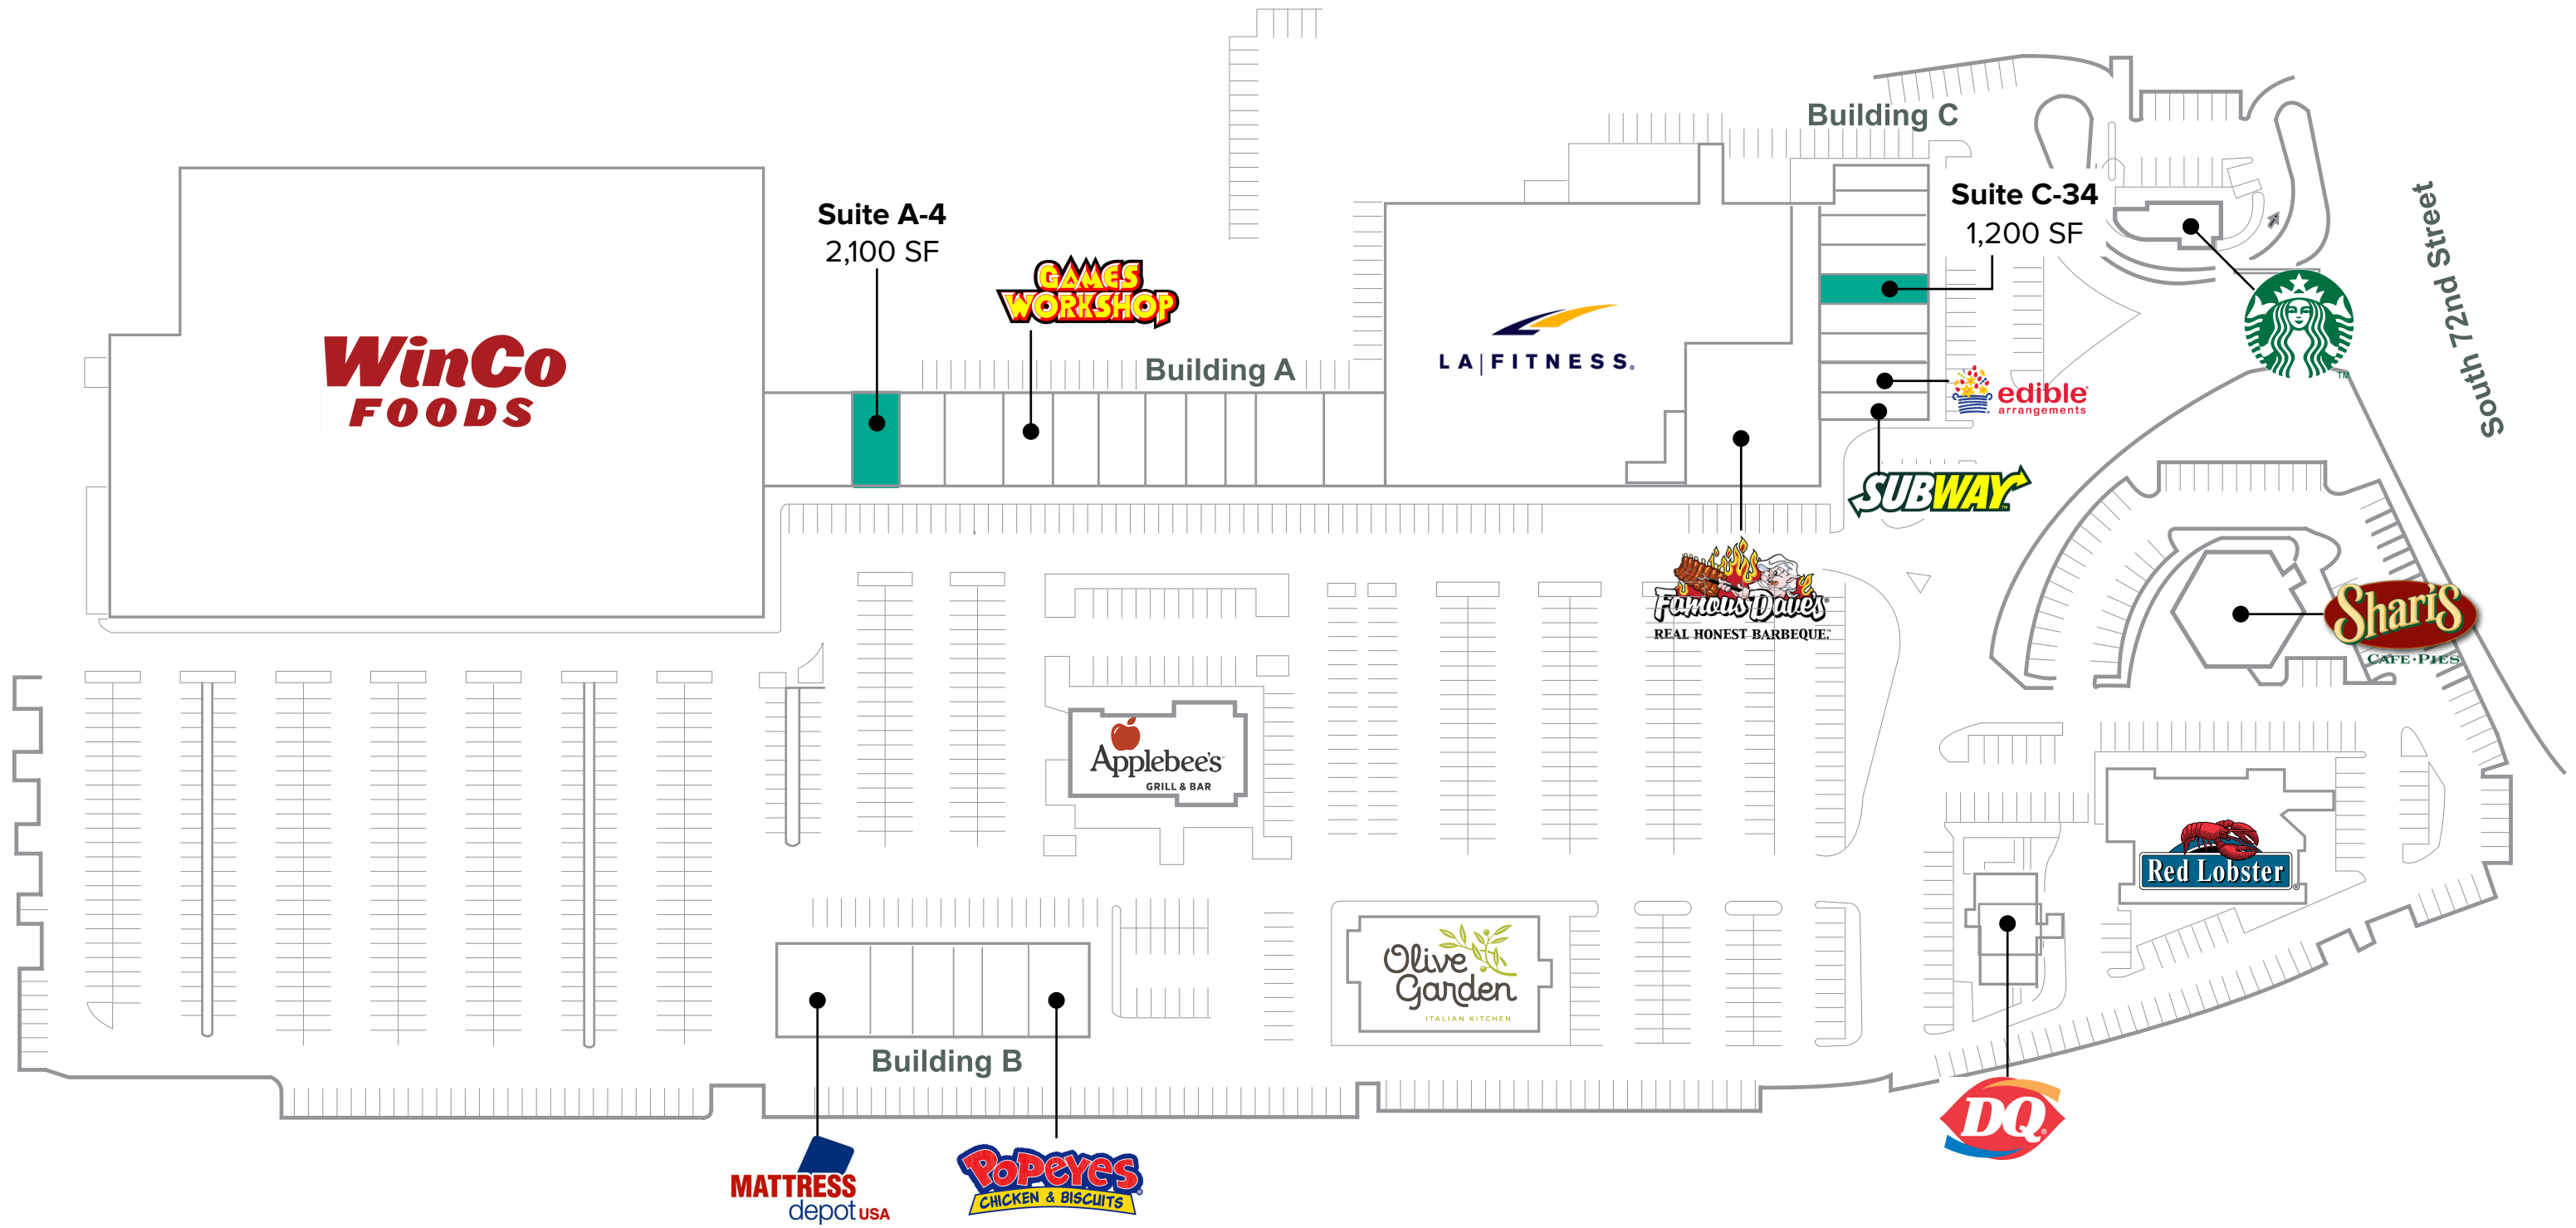 Building C
Suite C-34
1,200 SF
Suite A-4
2,100 SF
GAMES
WORKSHOP
South 72nd Street
WinCo
FOODS
LA|FITNESS®
Building A
TM
edible®
arrangements
SUBWAY
Famous Dave's®
REAL HONEST BARBEQUE™
Shari's
CAFE·PIES
Applebee's
GRILL & BAR
Red Lobster®
Olive
Garden
ITALIAN KITCHEN
Building B
DQ®
MATTRESS
depot USA
POPEYES®
CHICKEN & BISCUITS